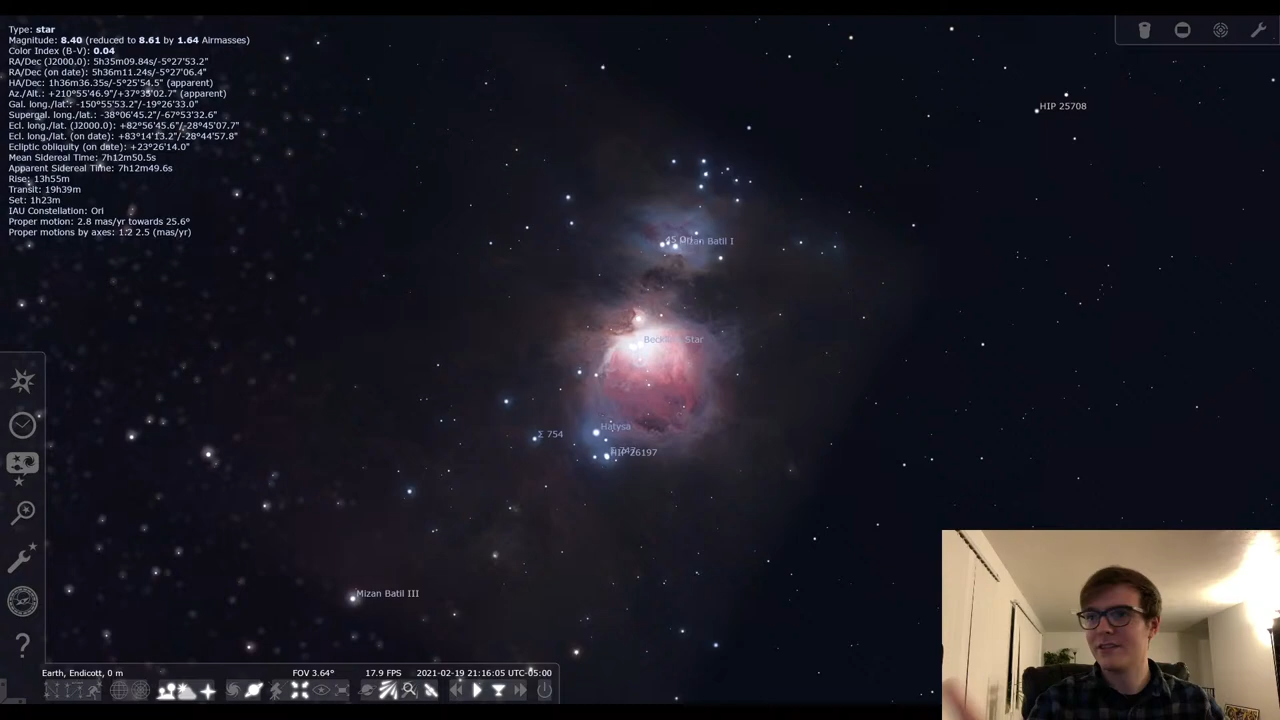 Type: star
Magnitude: 8.40 (reduced to 8.61 by 1.64 Airmasses)
Color Index (B-V): 0.04
RA/Dec (J2000.0): 5h35m09.84s/-5°27'53.2"
RA/Dec (on date): 5h36m11.24s/-5°27'06.4"
HA/Dec: 1h36m36.35s/-5°25'54.5" (apparent)
Az./Alt.: +210°55'46.9"/+37°35'02.7" (apparent)
Gal. long./lat.: -150°55'53.2"/-19°26'33.0"
Supergal. long./lat.: -38°06'45.2"/-67°53'32.6"
Ecl. long./lat. (J2000.0): +82°56'45.6"/-28°45'07.7"
Ecl. long./lat. (on date): +83°14'13.2"/-28°44'57.8"
Ecliptic obliquity (on date): +23°26'14.0"
Mean Sidereal Time: 7h12m50.5s
Apparent Sidereal Time: 7h12m49.6s
Rise: 13h55m
Transit: 19h39m
Set: 1h23m
IAU Constellation: Ori
Proper motion: 2.8 mas/yr towards 25.6°
Proper motions by axes: 1.2 2.5 (mas/yr)
HIP 25708
45 Ori Mizan Batil I
Star
Hatysa
Σ 754
HIP 26197
Mizan Batil III
Earth, Endicott, 0 m FOV 3.64° 17.9 FPS 2021-02-19 21:16:05 UTC-05:00
?